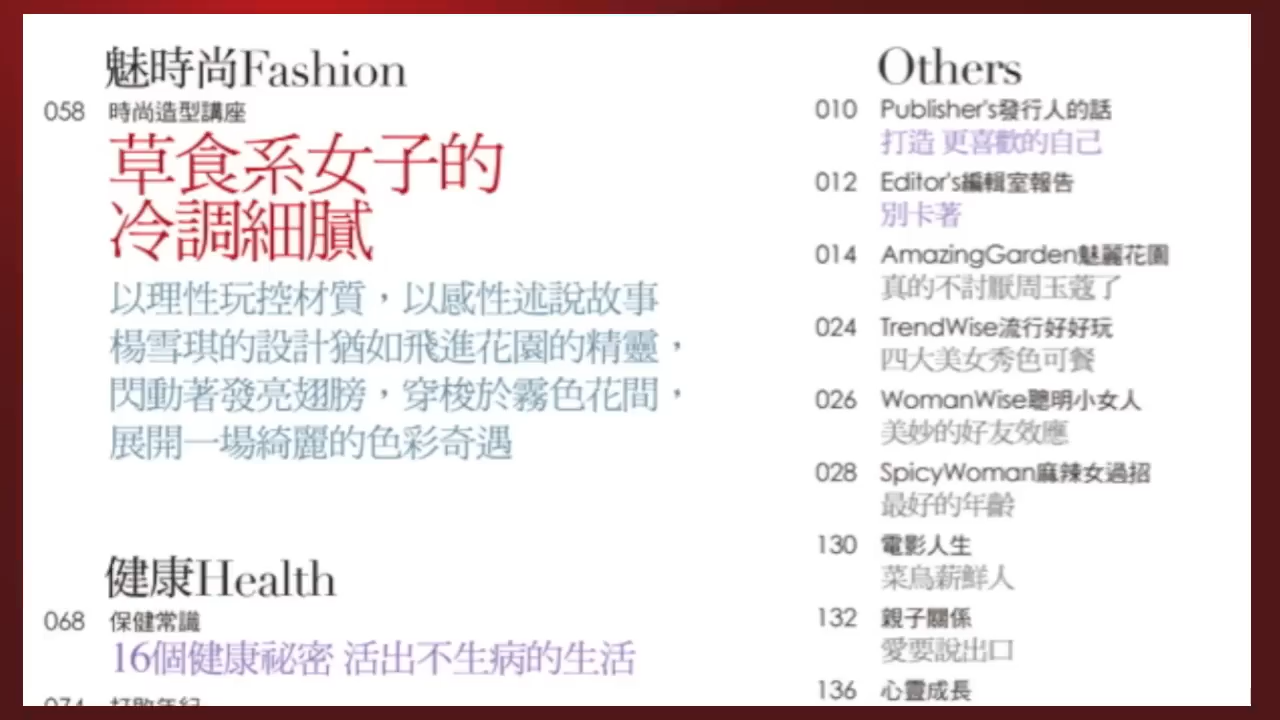 魅時尚Fashion
058 時尚造型講座
草食系女子的
冷調細膩
以理性玩控材質，以感性述說故事
楊雪琪的設計猶如飛進花園的精靈，
閃動著發亮翅膀，穿梭於霧色花間，
展開一場綺麗的色彩奇遇
健康Health
068 保健常識
16個健康祕密 活出不生病的生活
074 打敗年紀
Others
010 Publisher's發行人的話
打造 更喜歡的自己
012 Editor's編輯室報告
別卡著
014 AmazingGarden魅麗花園
真的不討厭周玉蔻了
024 TrendWise流行好好玩
四大美女秀色可餐
026 WomanWise聰明小女人
美妙的好友效應
028 SpicyWoman麻辣女過招
最好的年齡
130 電影人生
菜鳥薪鮮人
132 親子關係
愛要說出口
136 心靈成長